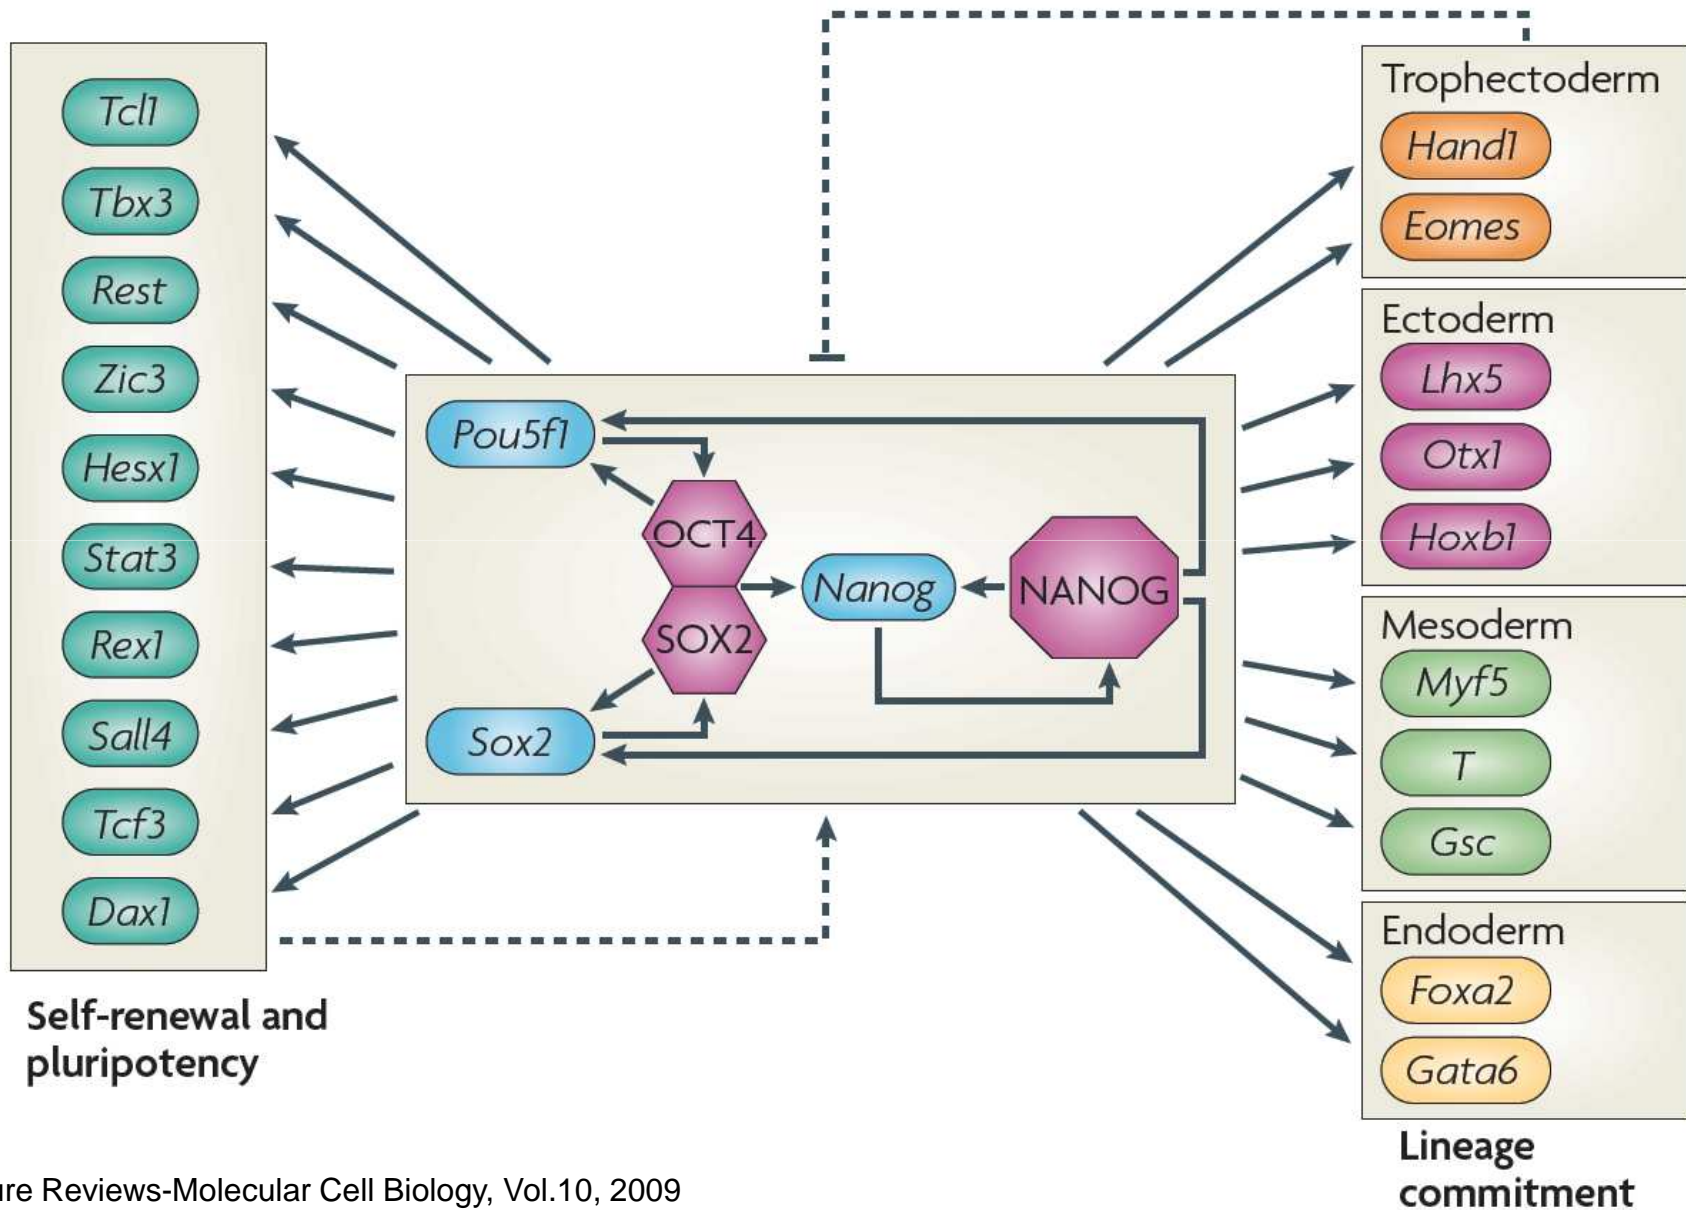 Tcl1
Tbx3
Rest
Zic3
Hesx1
Stat3
Rex1
Sall4
Tcf3
Dax1
Self-renewal and
pluripotency
Pou5f1
OCT4
SOX2
Sox2
Nanog
NANOG
Trophectoderm
Hand1
Eomes
Ectoderm
Lhx5
Otx1
Hoxb1
Mesoderm
Myf5
T
Gsc
Endoderm
Foxa2
Gata6
Lineage
commitment
ure Reviews-Molecular Cell Biology, Vol.10, 2009